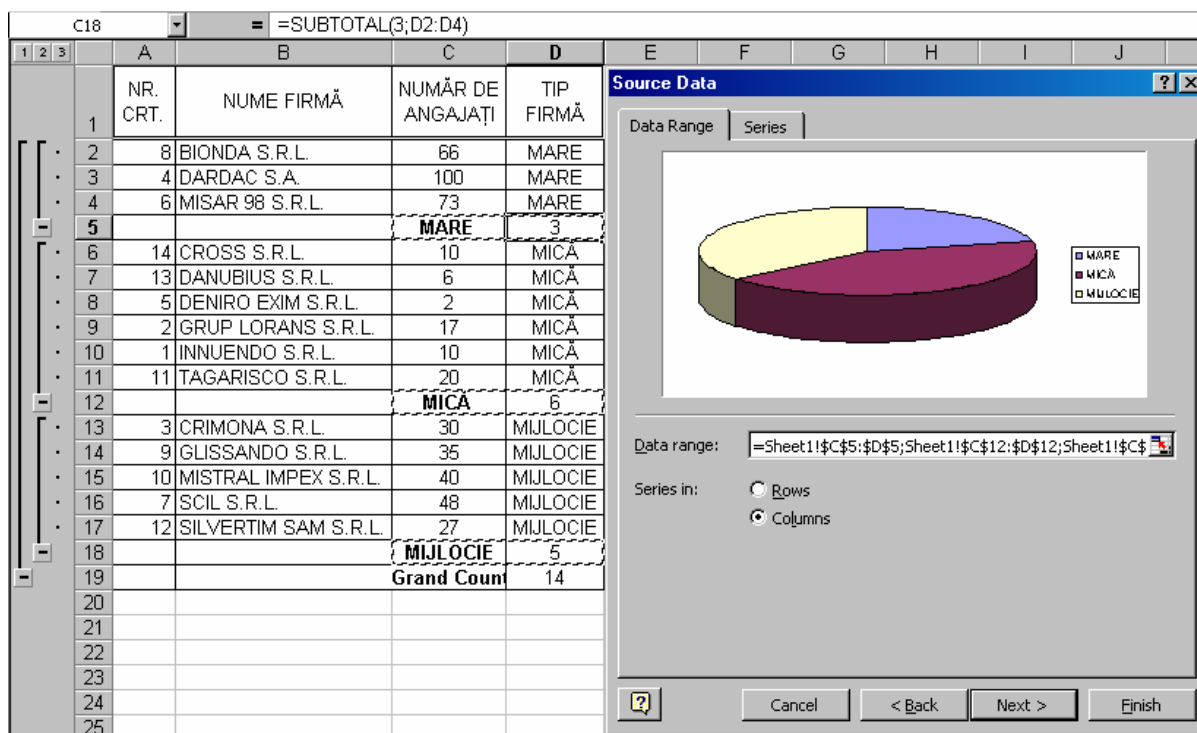 C18 = =SUBTOTAL(3;D2:D4)
1 2 3 A B C D E F G H I J
1 NR. CRT. NUME FIRMĂ NUMĂR DE ANGAJAȚI TIP FIRMĂ
2 8 BIONDA S.R.L. 66 MARE
3 4 DARDAC S.A. 100 MARE
4 6 MISAR 98 S.R.L. 73 MARE
5 MARE 3
6 14 CROSS S.R.L. 10 MICĂ
7 13 DANUBIUS S.R.L. 6 MICĂ
8 5 DENIRO EXIM S.R.L. 2 MICĂ
9 2 GRUP LORANS S.R.L. 17 MICĂ
10 1 INNUENDO S.R.L. 10 MICĂ
11 11 TAGARISCO S.R.L. 20 MICĂ
12 MICĂ 6
13 3 CRIMONA S.R.L. 30 MIJLOCIE
14 9 GLISSANDO S.R.L. 35 MIJLOCIE
15 10 MISTRAL IMPEX S.R.L. 40 MIJLOCIE
16 7 SCIL S.R.L. 48 MIJLOCIE
17 12 SILVERTIM SAM S.R.L. 27 MIJLOCIE
18 MIJLOCIE 5
19 Grand Count 14
20
21
22
23
24
25
Source Data
Data Range Series
MARE
MICĂ
MIJLOCIE
Data range: =Sheet1!$C$5:$D$5;Sheet1!$C$12:$D$12;Sheet1!$C$
Series in: Rows
Columns
Cancel < Back Next > Finish